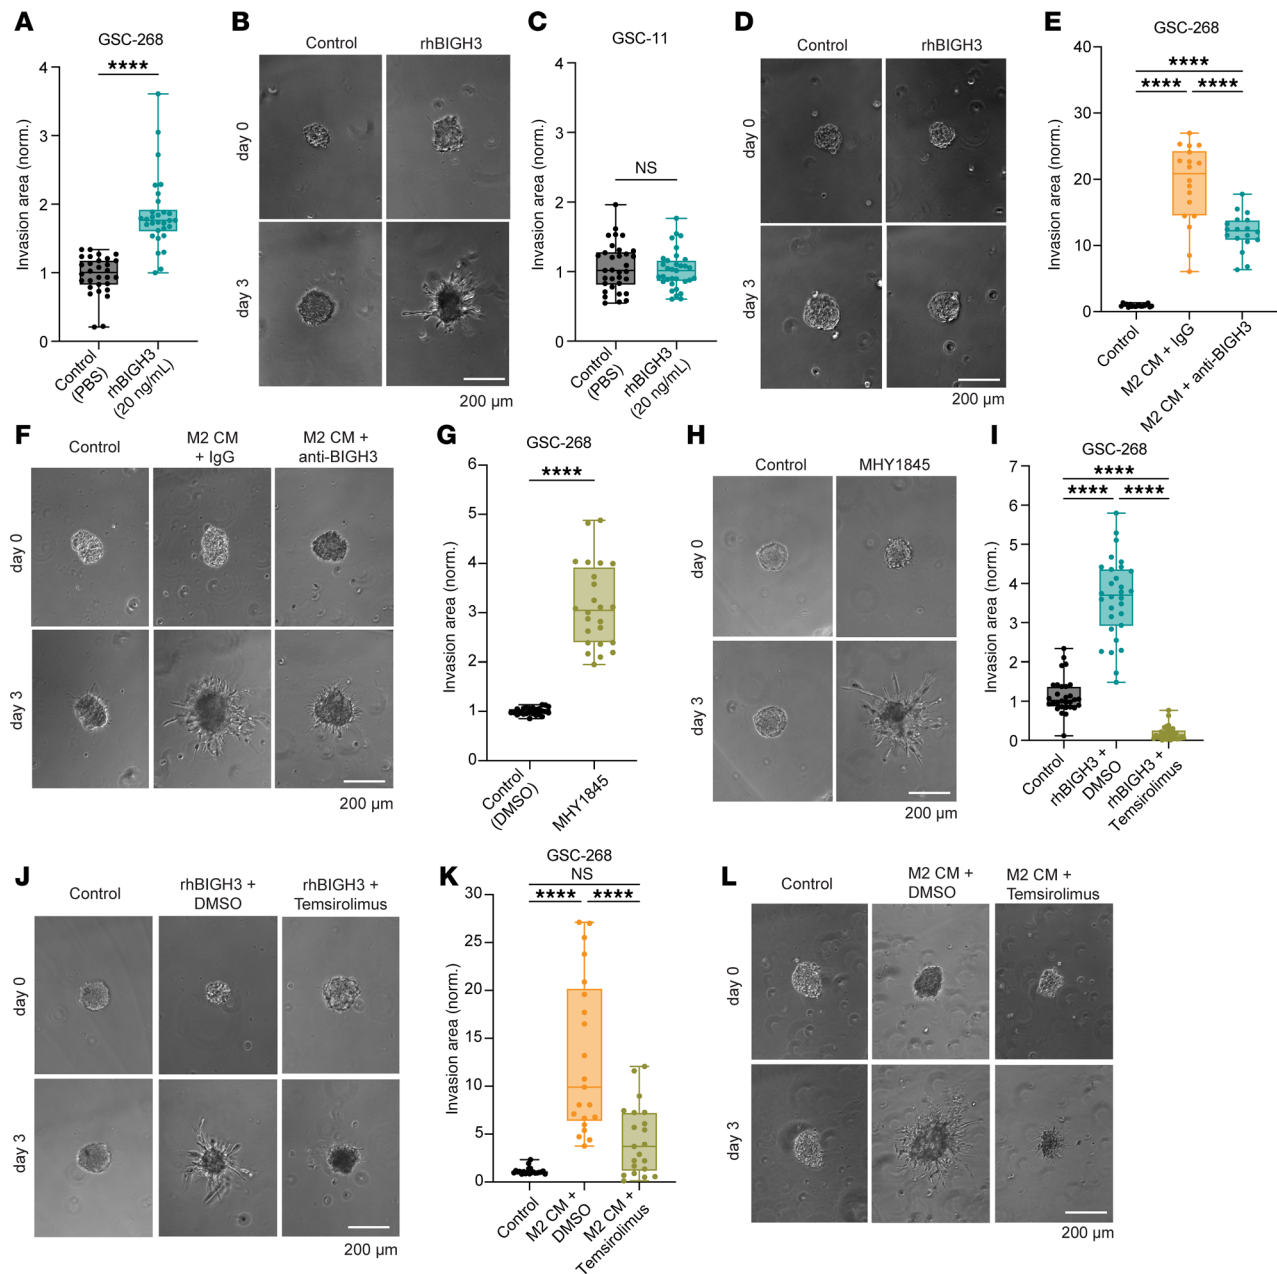 A
GSC-268
Invasion area (norm.)
4
3
2
1
0
****
Control
(PBS)
rhBIGH3
(20 ng/mL)
B
Control
rhBIGH3
day 0
day 3
200 µm
C
GSC-11
Invasion area (norm.)
4
3
2
1
0
NS
Control
(PBS)
rhBIGH3
(20 ng/mL)
D
Control
rhBIGH3
day 0
day 3
200 µm
E
GSC-268
Invasion area (norm.)
40
30
20
10
0
****
**** ****
Control
M2 CM + IgG
M2 CM + anti-BIGH3
F
Control
M2 CM
+ IgG
M2 CM +
anti-BIGH3
day 0
day 3
200 µm
G
GSC-268
Invasion area (norm.)
6
5
4
3
2
1
0
****
Control
(DMSO)
MHY1845
H
Control
MHY1845
day 0
day 3
200 µm
I
GSC-268
Invasion area (norm.)
7
6
5
4
3
2
1
0
****
**** ****
Control
rhBIGH3 +
DMSO
rhBIGH3 +
Temsirolimus
J
Control
rhBIGH3 +
DMSO
rhBIGH3 +
Temsirolimus
day 0
day 3
200 µm
K
GSC-268
Invasion area (norm.)
30
25
20
15
10
5
0
NS
**** ****
Control
M2 CM +
DMSO
M2 CM +
Temsirolimus
L
Control
M2 CM +
DMSO
M2 CM +
Temsirolimus
day 0
day 3
200 µm